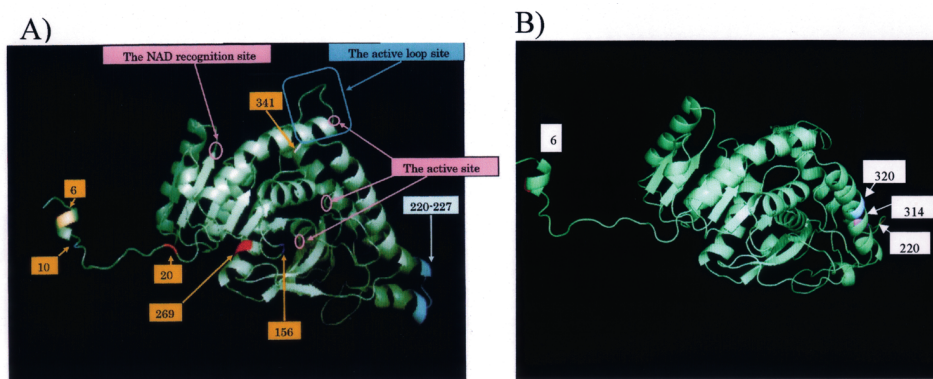 A)
The NAD recognition site
The active loop site
341
The active site
6
220-227
10
20
269
156
B)
6
320
314
220